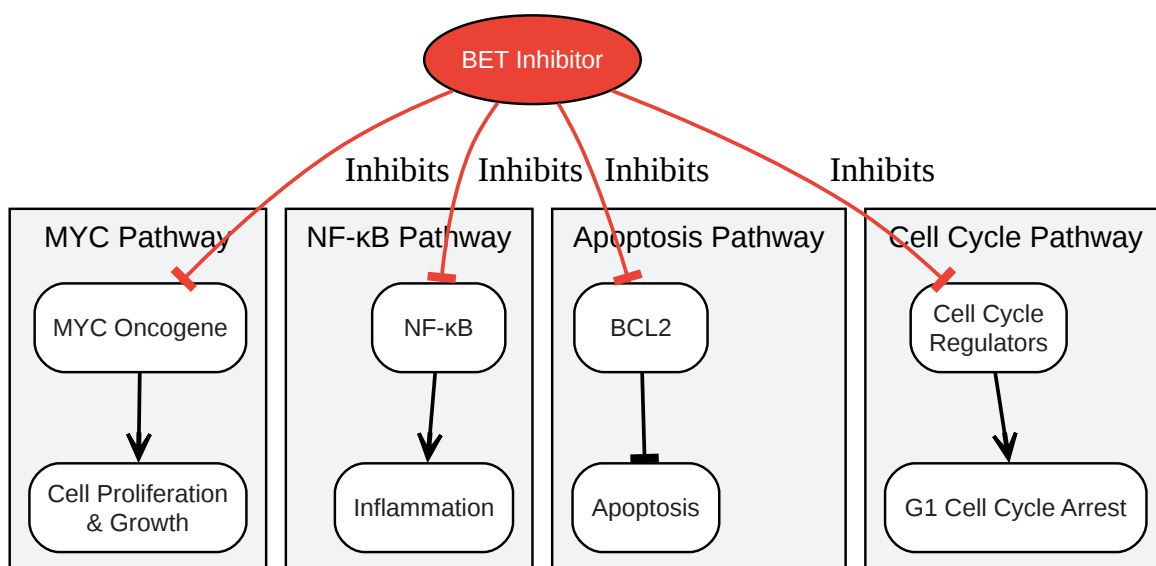 BET Inhibitor
Inhibits
Inhibits
Inhibits
Inhibits
MYC Pathway
NF-κB Pathway
Apoptosis Pathway
Cell Cycle Pathway
MYC Oncogene
NF-κB
BCL2
Cell Cycle
Regulators
Cell Proliferation
& Growth
Inflammation
Apoptosis
G1 Cell Cycle Arrest